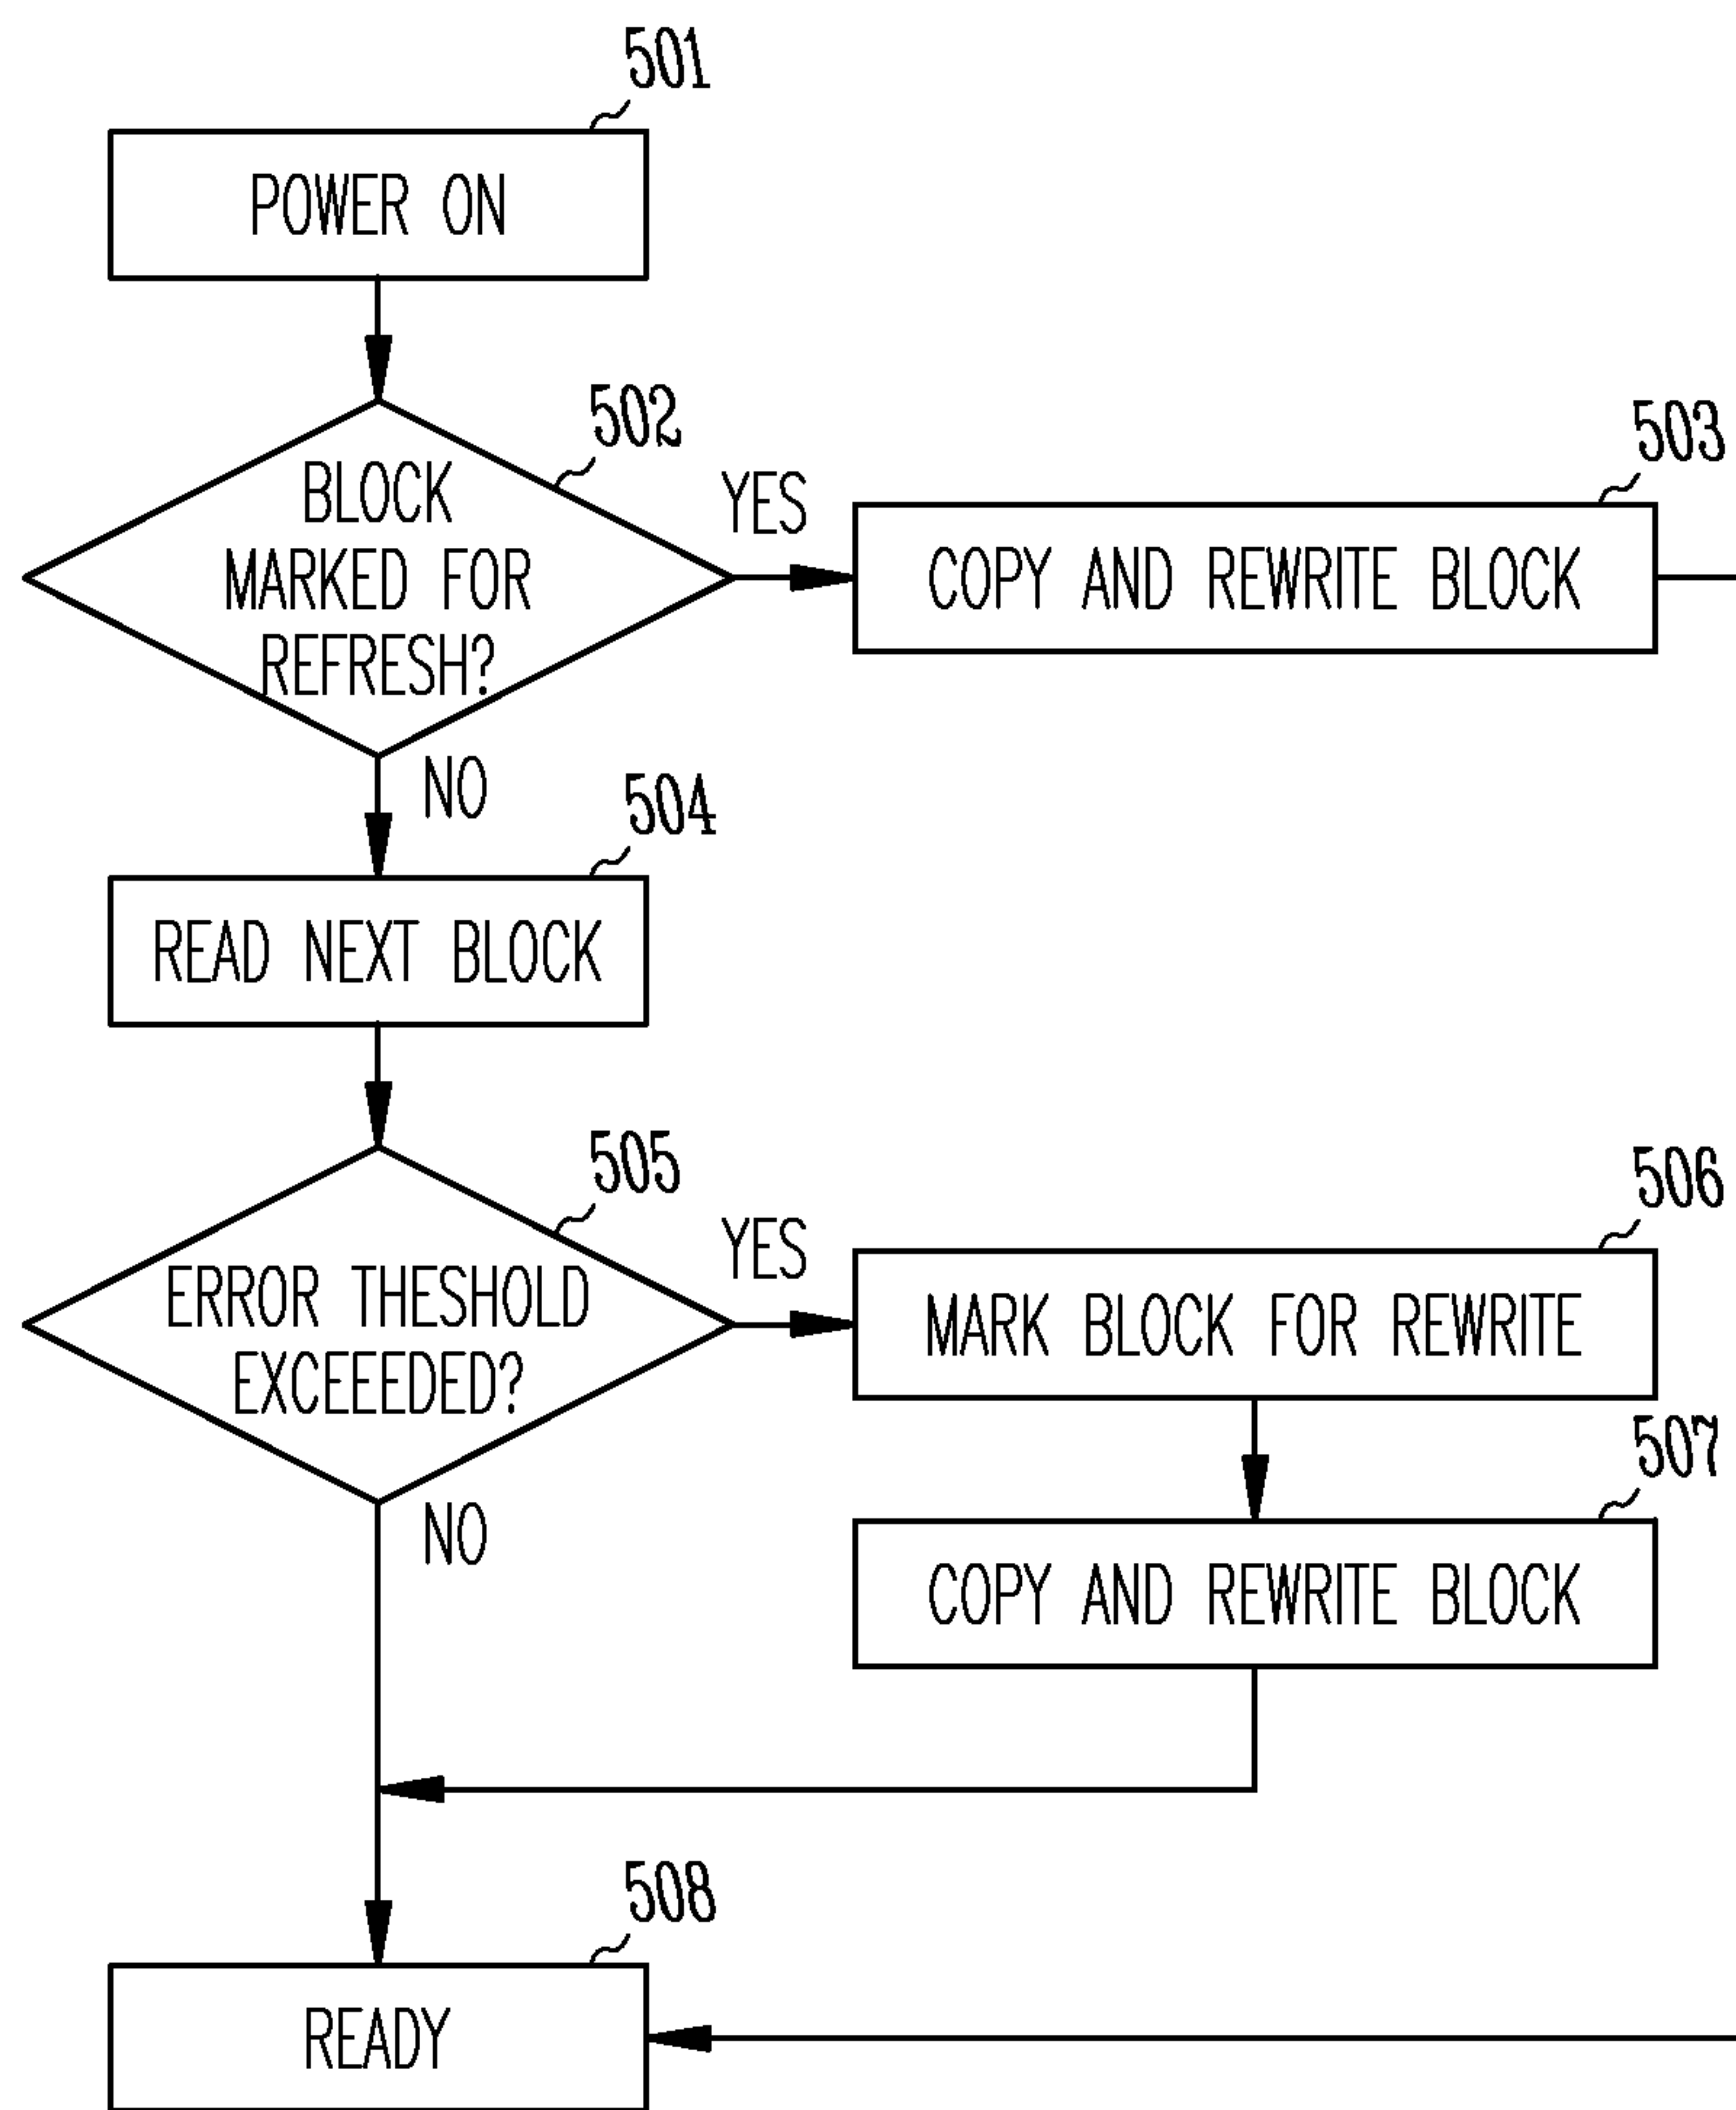 501
POWER ON
502
BLOCK
MARKED FOR
REFRESH?
YES
503
COPY AND REWRITE BLOCK
NO
504
READ NEXT BLOCK
505
ERROR THESHOLD
EXCEEEDED?
YES
506
MARK BLOCK FOR REWRITE
507
COPY AND REWRITE BLOCK
NO
508
READY